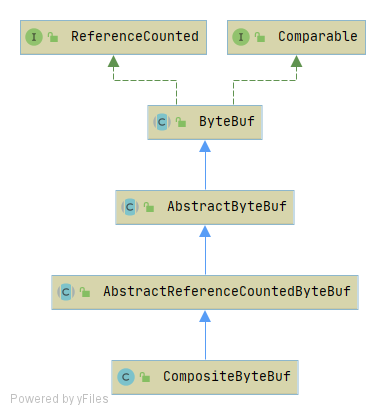 I ReferenceCounted
I Comparable
C ByteBuf
C AbstractByteBuf
C AbstractReferenceCountedByteBuf
C CompositeByteBuf
Powered by yFiles